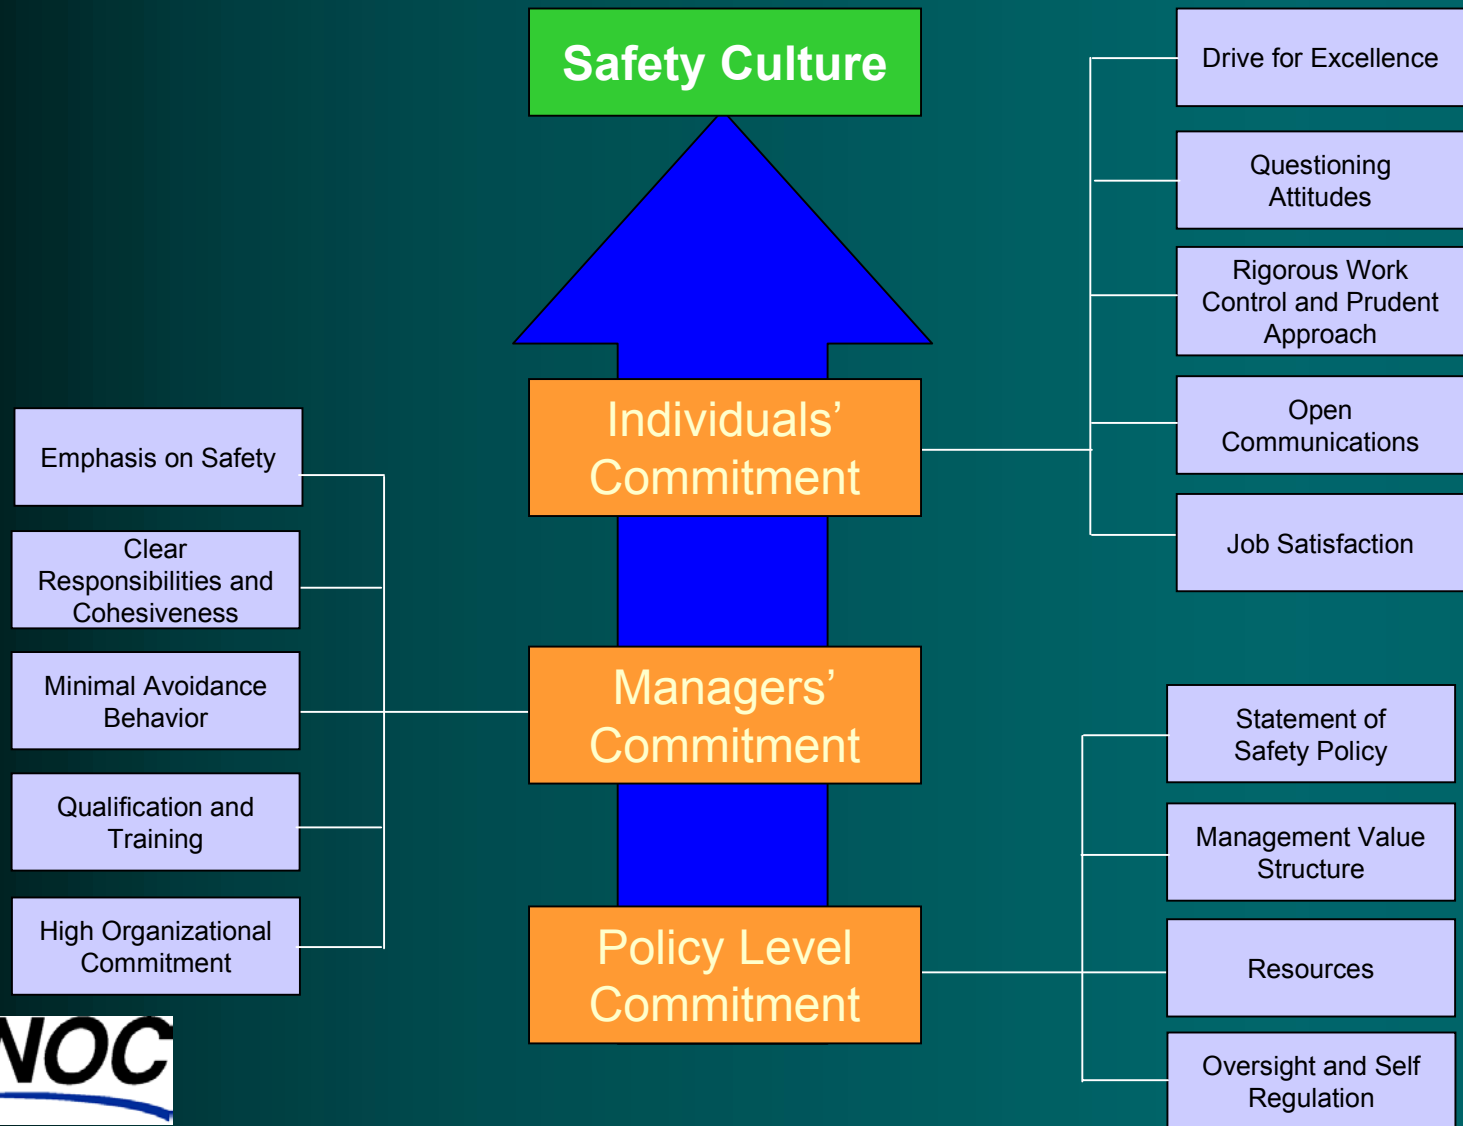 Safety Culture
Drive for Excellence
Questioning
Attitudes
Rigorous Work
Control and Prudent
Approach
Open
Communications
Job Satisfaction
Individuals’
Commitment
Emphasis on Safety
Clear
Responsibilities and
Cohesiveness
Minimal Avoidance
Behavior
Qualification and
Training
High Organizational
Commitment
Managers’
Commitment
Statement of
Safety Policy
Management Value
Structure
Resources
Oversight and Self
Regulation
Policy Level
Commitment
NOC